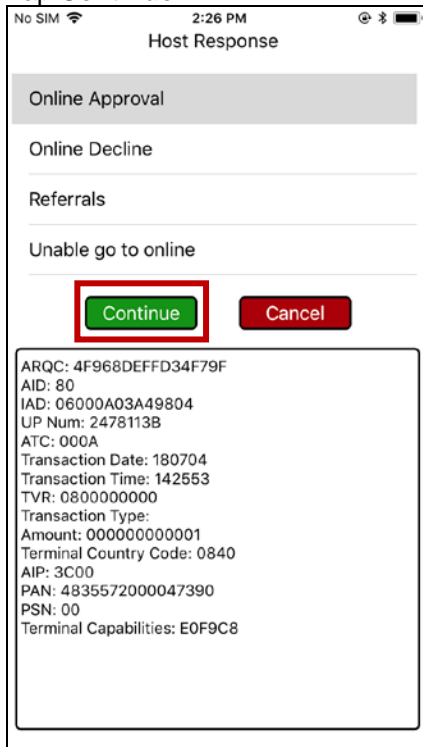 No SIM 2:26 PM
Host Response
Online Approval
Online Decline
Referrals
Unable go to online
Continue Cancel
ARQC: 4F968DEFFD34F79F
AID: 80
IAD: 06000A03A49804
UP Num: 2478113B
ATC: 000A
Transaction Date: 180704
Transaction Time: 142553
TVR: 0800000000
Transaction Type:
Amount: 000000000001
Terminal Country Code: 0840
AIP: 3C00
PAN: 4835572000047390
PSN: 00
Terminal Capabilities: E0F9C8